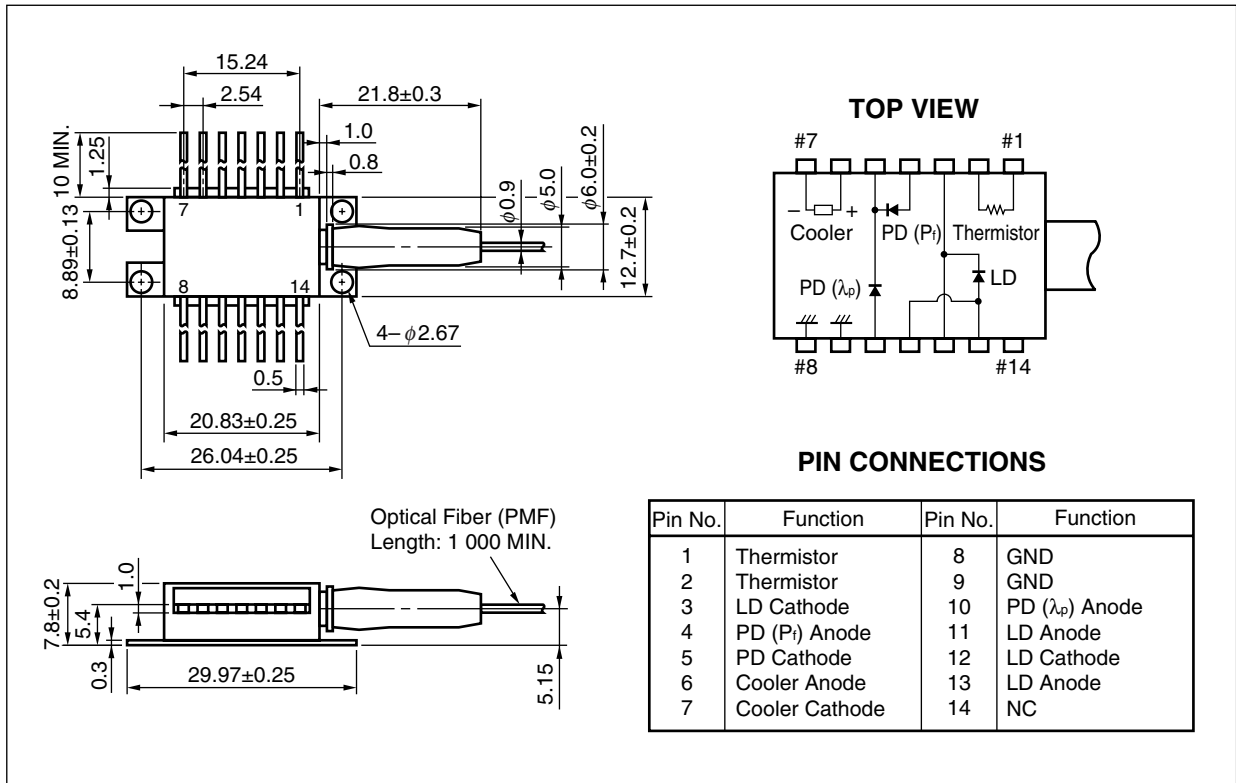 15.24
2.54
21.8±0.3
10 MIN.
1.25
1.0
0.8
φ0.9
φ5.0
φ6.0±0.2
12.7±0.2
8.89±0.13
7 1
8 14
4–φ2.67
0.5
20.83±0.25
26.04±0.25
TOP VIEW
#7 #1
– +
Cooler PD (Pf) Thermistor
PD (λp) LD
#8 #14
Optical Fiber (PMF)
Length: 1 000 MIN.
7.8±0.2
5.4
1.0
0.3
29.97±0.25
5.15
PIN CONNECTIONS
Pin No. Function Pin No. Function
1 Thermistor 8 GND
2 Thermistor 9 GND
3 LD Cathode 10 PD (λp) Anode
4 PD (Pf) Anode 11 LD Anode
5 PD Cathode 12 LD Cathode
6 Cooler Anode 13 LD Anode
7 Cooler Cathode 14 NC